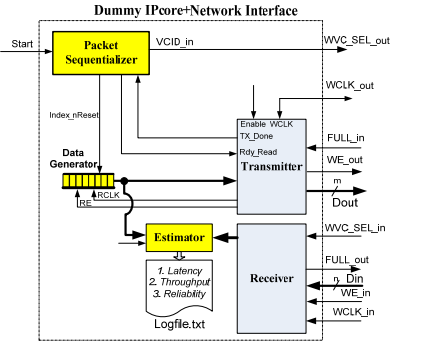 Dummy IPcore+Network Interface
Start
Packet
Sequentializer
VCID_in
WVC_SEL_out
WCLK_out
Index_nReset
Enable WCLK
TX_Done
Rdy_Read
Transmitter
FULL_in
WE_out
m
Dout
Data
Generator
RCLK
RE
Estimator
1. Latency
2. Throughput
3. Reliability
Logfile.txt
Receiver
WVC_SEL_in
FULL_out
n
Din
WE_in
WCLK_in